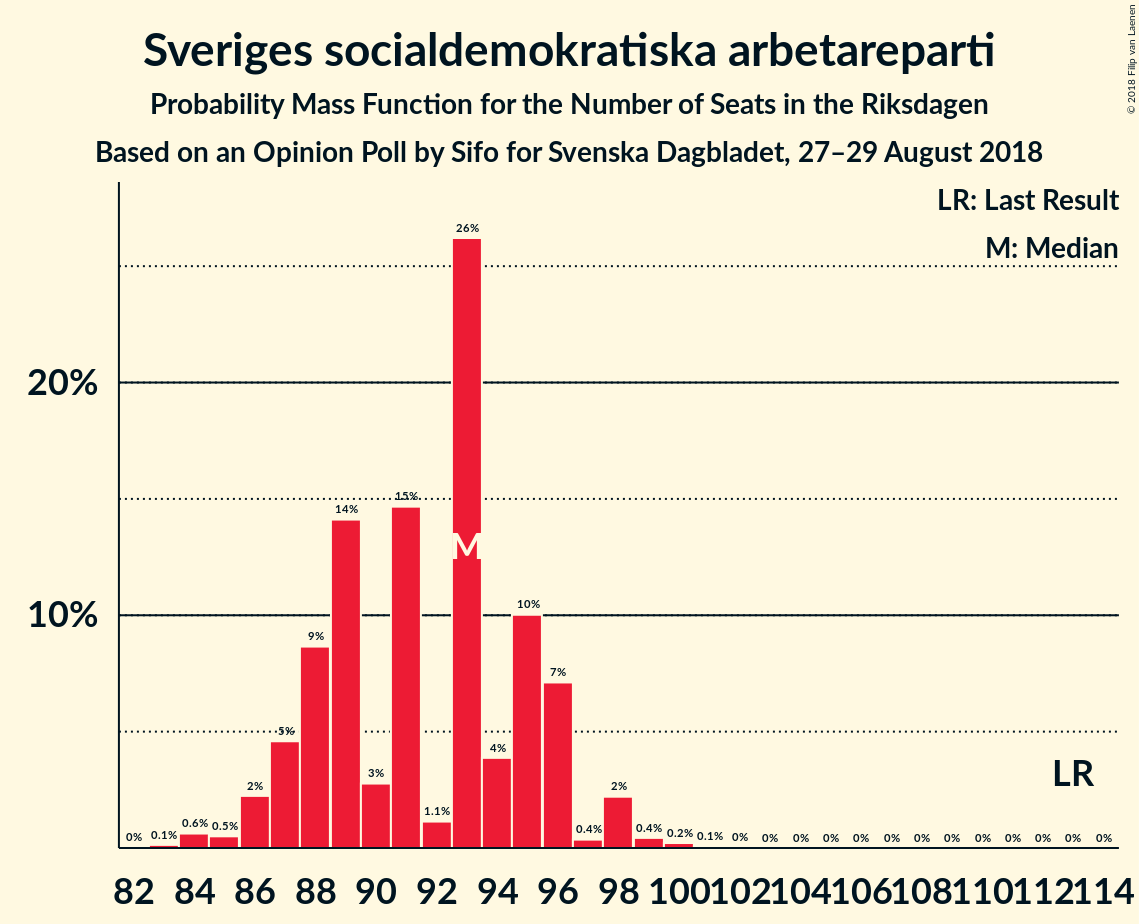 Sveriges socialdemokratiska arbetareparti
Probability Mass Function for the Number of Seats in the Riksdagen
Based on an Opinion Poll by Sifo for Svenska Dagbladet, 27–29 August 2018
© 2018 Filip van Laenen
LR: Last Result
M: Median
20%
10%
0% 0.1% 0.6% 0.5% 2% 5% 9% 14% 3% 15% 1.1% 26% 4% 10% 7% 0.4% 2% 0.4% 0.2% 0.1% 0% 0% 0% 0% 0% 0% 0% 0% 0% 0% 0% 0% 0%
M
LR
82 84 86 88 90 92 94 96 98 100 102 104 106 108 110 112 114